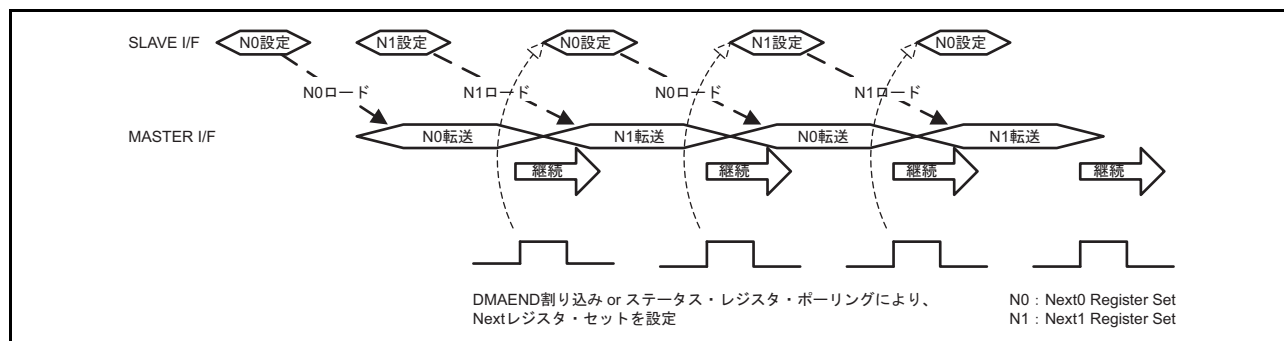 SLAVE I/F
N0設定
N1設定
N0設定
N1設定
N0設定
N0ロード
N1ロード
N0ロード
N1ロード
MASTER I/F
N0転送
N1転送
N0転送
N1転送
継続
継続
継続
継続
DMAEND割り込み or ステータス・レジスタ・ポーリングにより、
Nextレジスタ・セットを設定
N0：Next0 Register Set
N1：Next1 Register Set